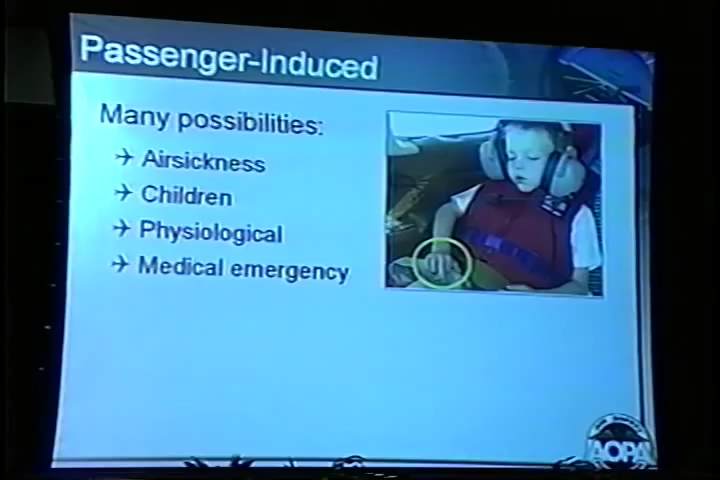 Passenger-Induced
Many possibilities:
Airsickness
Children
Physiological
Medical emergency
AOPA